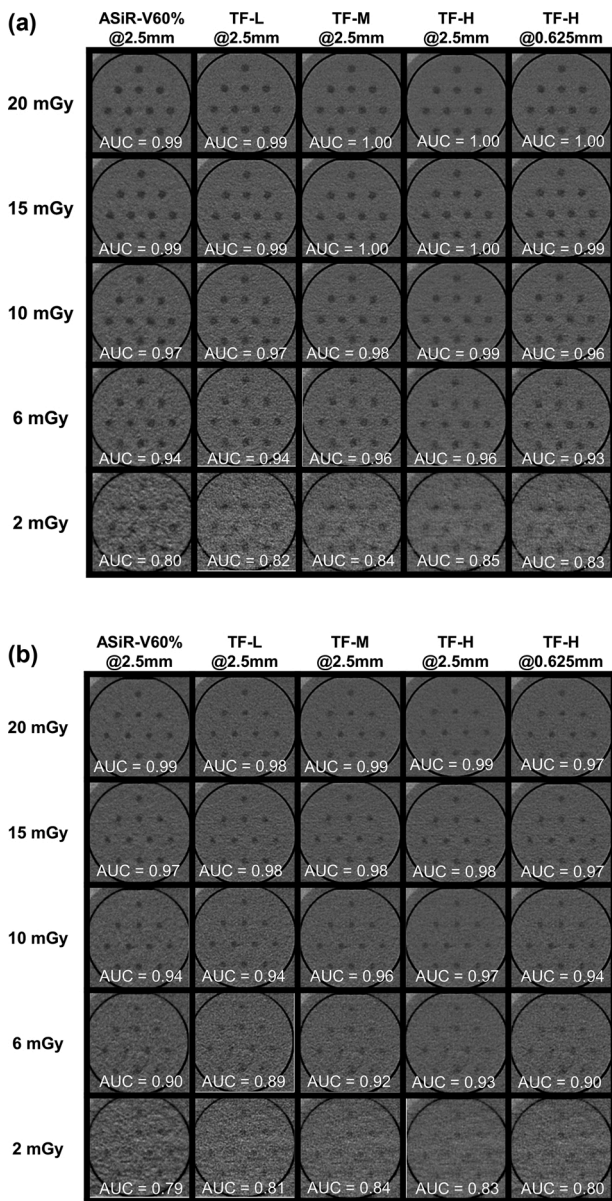 (a)
ASiR-V60% TF-L TF-M TF-H TF-H
@2.5mm @2.5mm @2.5mm @2.5mm @0.625mm
20 mGy
AUC = 0.99 AUC = 0.99 AUC = 1.00 AUC = 1.00 AUC = 1.00
15 mGy
AUC = 0.99 AUC = 0.99 AUC = 1.00 AUC = 1.00 AUC = 0.99
10 mGy
AUC = 0.97 AUC = 0.97 AUC = 0.98 AUC = 0.99 AUC = 0.96
6 mGy
AUC = 0.94 AUC = 0.94 AUC = 0.96 AUC = 0.96 AUC = 0.93
2 mGy
AUC = 0.80 AUC = 0.82 AUC = 0.84 AUC = 0.85 AUC = 0.83
(b)
ASiR-V60% TF-L TF-M TF-H TF-H
@2.5mm @2.5mm @2.5mm @2.5mm @0.625mm
20 mGy
AUC = 0.99 AUC = 0.98 AUC = 0.99 AUC = 0.99 AUC = 0.97
15 mGy
AUC = 0.97 AUC = 0.98 AUC = 0.98 AUC = 0.98 AUC = 0.97
10 mGy
AUC = 0.94 AUC = 0.94 AUC = 0.96 AUC = 0.97 AUC = 0.94
6 mGy
AUC = 0.90 AUC = 0.89 AUC = 0.92 AUC = 0.93 AUC = 0.90
2 mGy
AUC = 0.79 AUC = 0.81 AUC = 0.84 AUC = 0.83 AUC = 0.80